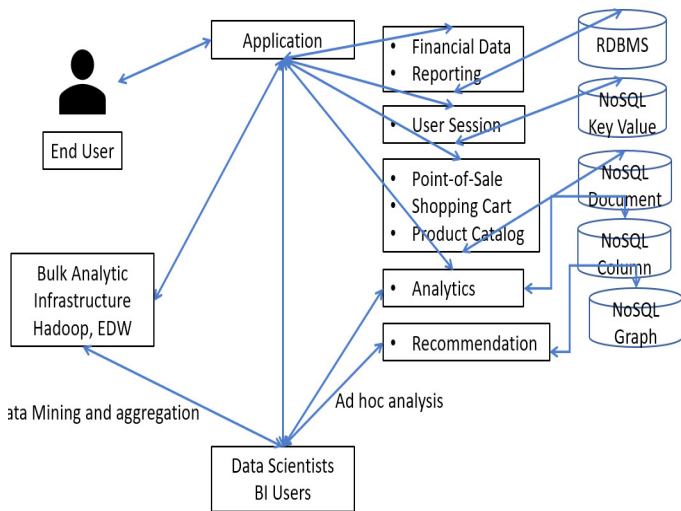 Application
• Financial Data
• Reporting
RDBMS
End User
• User Session
NoSQL
Key Value
• Point-of-Sale
• Shopping Cart
• Product Catalog
NoSQL
Document
NoSQL
Column
Bulk Analytic
Infrastructure
Hadoop, EDW
• Analytics
NoSQL
Graph
• Recommendation
ata Mining and aggregation
Ad hoc analysis
Data Scientists
BI Users